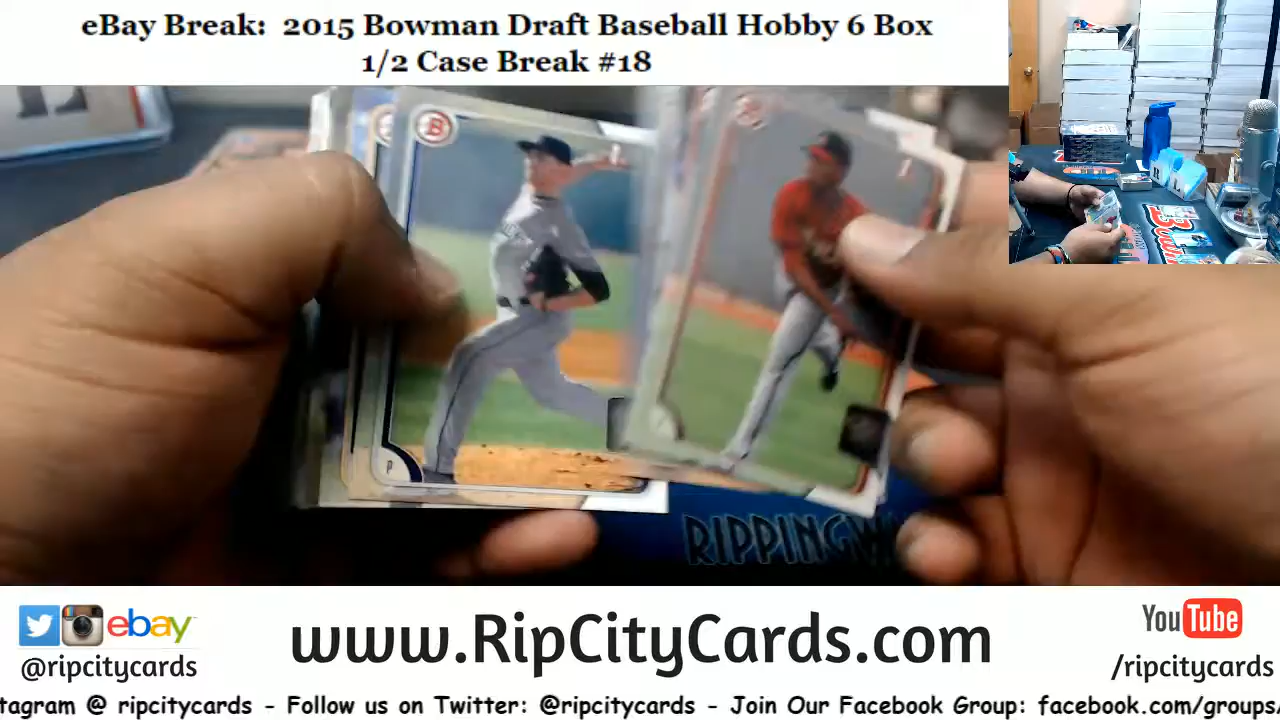 eBay Break: 2015 Bowman Draft Baseball Hobby 6 Box
1/2 Case Break #18
B
P
RIPPINGW
ebay
@ripcitycards
www.RipCityCards.com
YouTube
/ripcitycards
tagram @ ripcitycards - Follow us on Twitter: @ripcitycards - Join Our Facebook Group: facebook.com/groups/